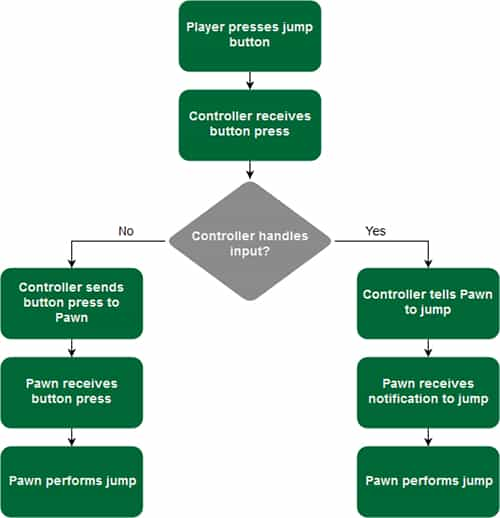 Player presses jump
button
Controller receives
button press
Controller handles
input?
No
Yes
Controller sends
button press to
Pawn
Controller tells Pawn
to jump
Pawn receives
button press
Pawn receives
notification to jump
Pawn performs jump
Pawn performs jump